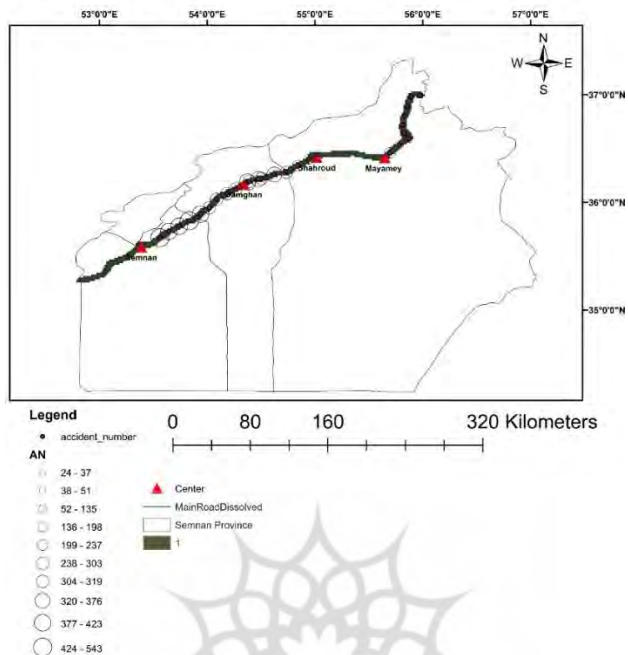 53°0'0"E 54°0'0"E 55°0'0"E 56°0'0"E 57°0'0"E
N
W E
S
37°0'0"N
Shahroud Mayamey
Damghan
36°0'0"N
Semnan
35°0'0"N
Legend
accident_number
AN
24 - 37
38 - 51
52 - 135
136 - 198
199 - 237
238 - 303
304 - 319
320 - 376
377 - 423
424 - 543
Center
MainRoadDissolved
Semnan Province
1
0 80 160 320 Kilometers